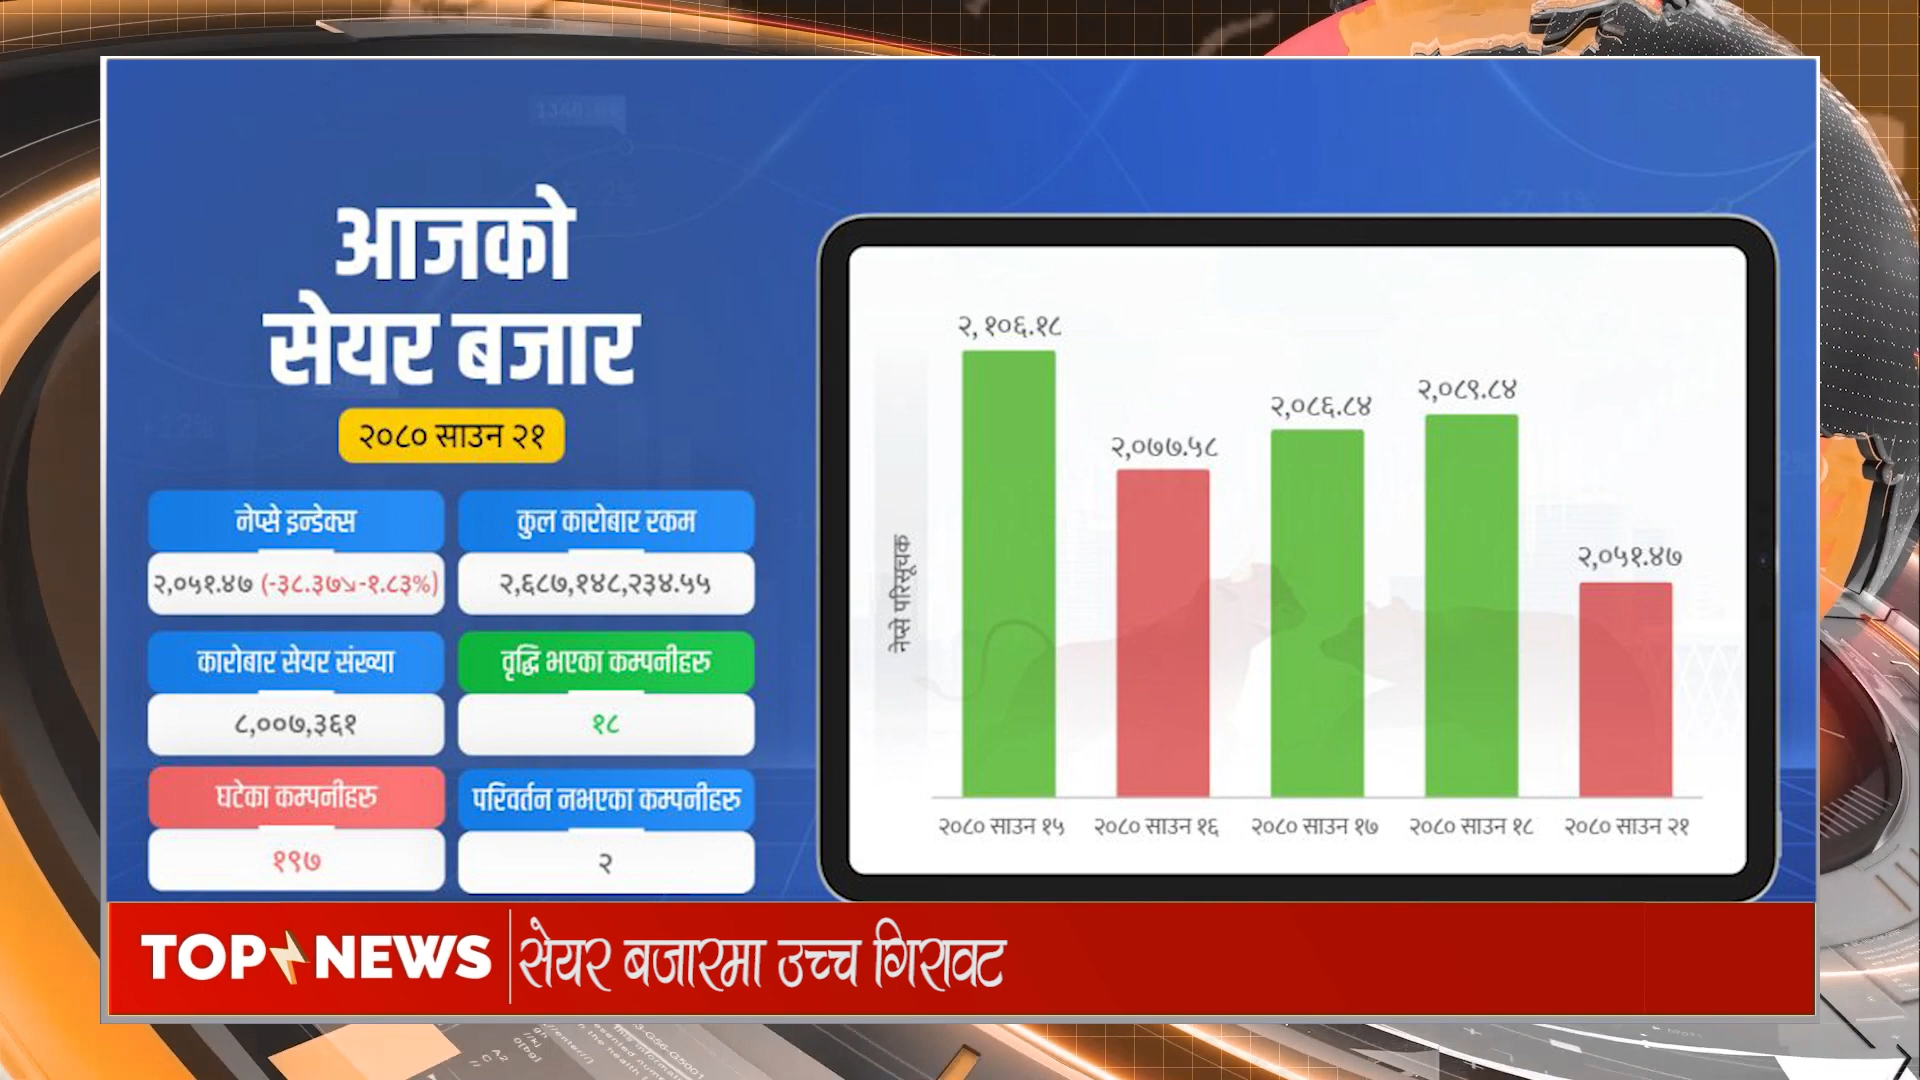 आजको
सेयर बजार
२०८० साउन २१
नेप्से इन्डेक्स
२,०५१.४७ (-३८.३७↘-१.८३%)
कुल कारोबार रकम
२,६८७,१४८,२३४.५५
कारोबार सेयर संख्या
८,००७,३६१
वृद्धि भएका कम्पनीहरु
१८
घटेका कम्पनीहरु
१९७
परिवर्तन नभएका कम्पनीहरु
२
नेप्से परिसूचक
२,१०६.१८
२,०७७.५८
२,०८६.८४
२,०८९.८४
२,०५१.४७
२०८० साउन १५
२०८० साउन १६
२०८० साउन १७
२०८० साउन १८
२०८० साउन २१
TOP NEWS
सेयर बजारमा उच्च गिरावट